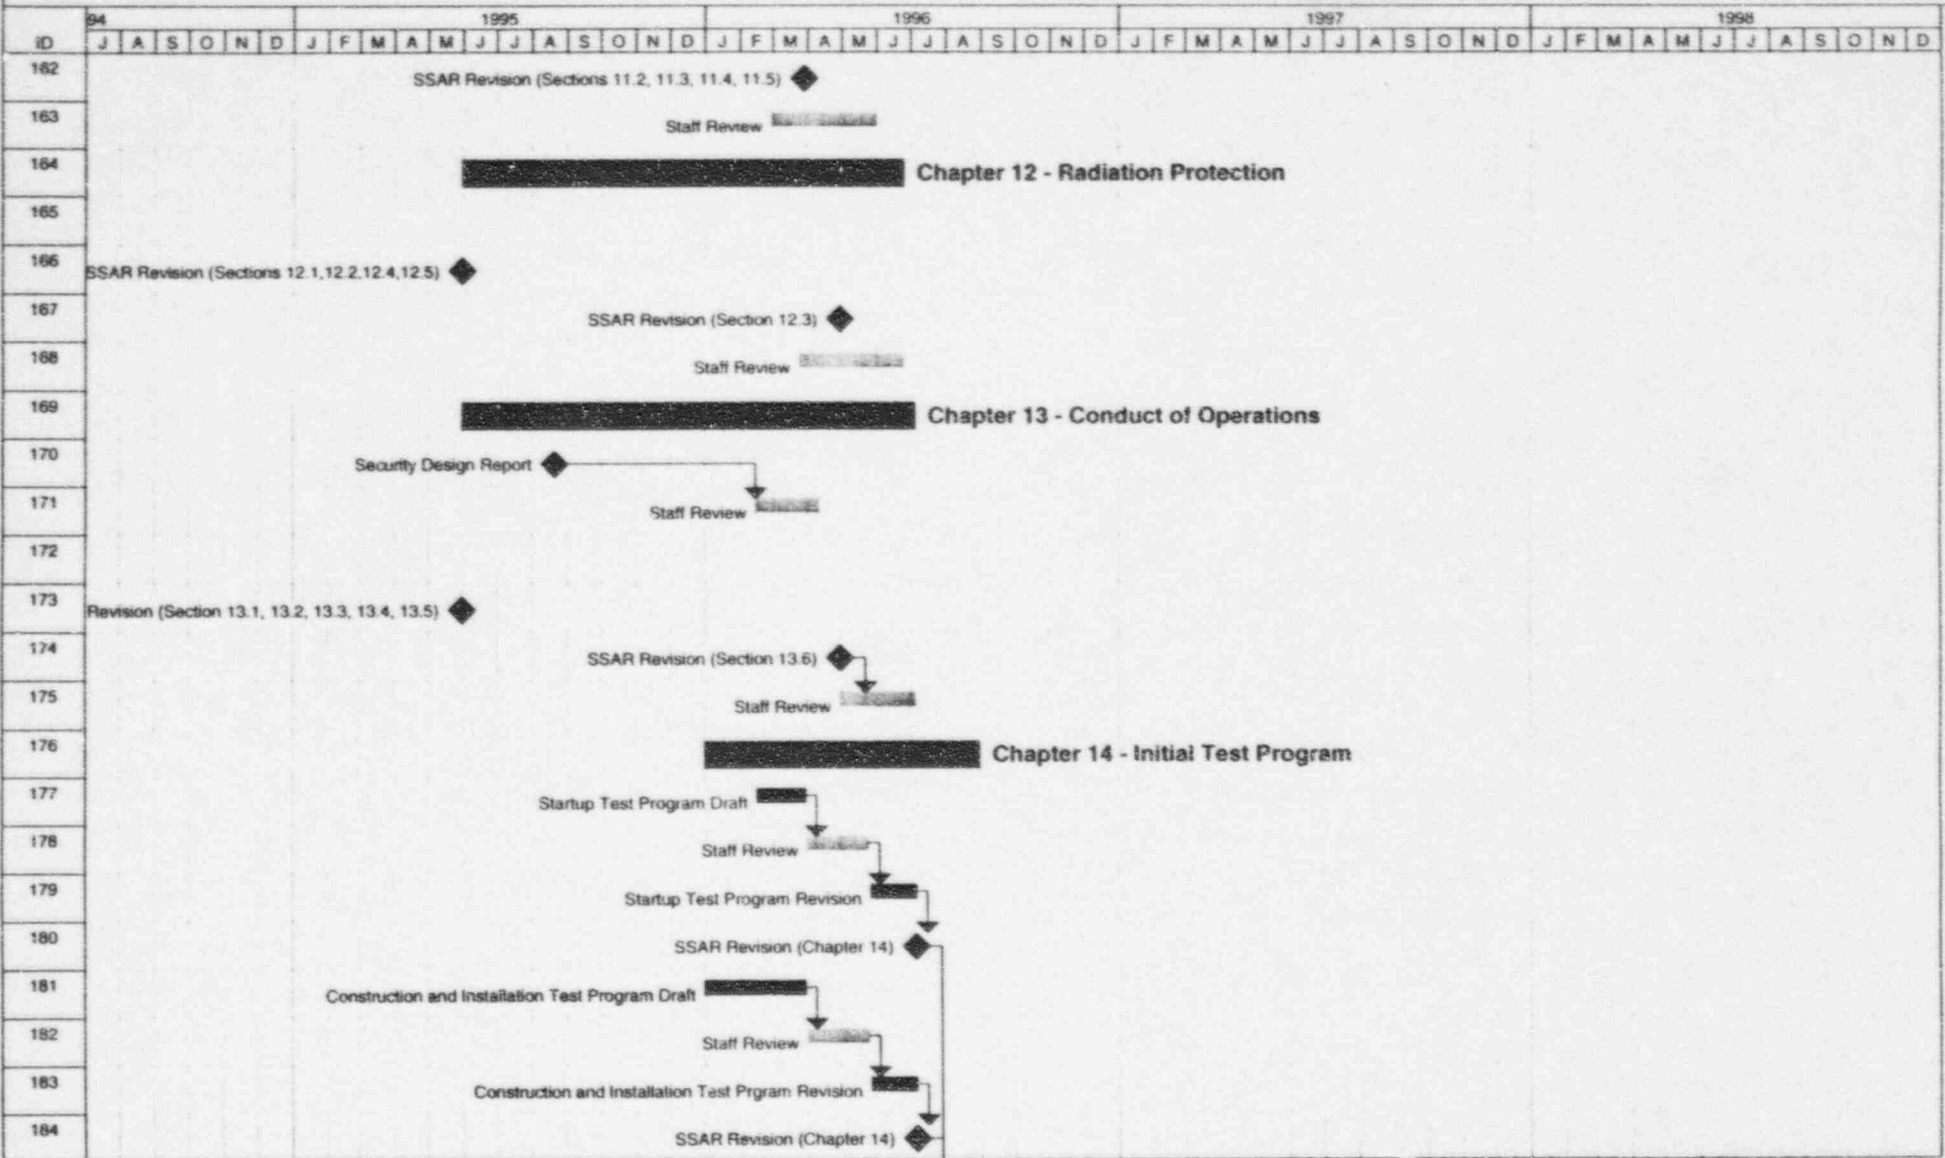 94 1995 1996 1997 1998
ID J A S O N D J F M A M J J A S O N D J F M A M J J A S O N D J F M A M J J A S O N D J F M A M J J A S O N D
162 SSAR Revision (Sections 11.2, 11.3, 11.4, 11.5)
163 Staff Review
164 Chapter 12 - Radiation Protection
165
166 SSAR Revision (Sections 12.1,12.2,12.4,12.5)
167 SSAR Revision (Section 12.3)
168 Staff Review
169 Chapter 13 - Conduct of Operations
170 Security Design Report
171 Staff Review
172
173 Revision (Section 13.1, 13.2, 13.3, 13.4, 13.5)
174 SSAR Revision (Section 13.6)
175 Staff Review
176 Chapter 14 - Initial Test Program
177 Startup Test Program Draft
178 Staff Review
179 Startup Test Program Revision
180 SSAR Revision (Chapter 14)
181 Construction and Installation Test Program Draft
182 Staff Review
183 Construction and Installation Test Prgram Revision
184 SSAR Revision (Chapter 14)